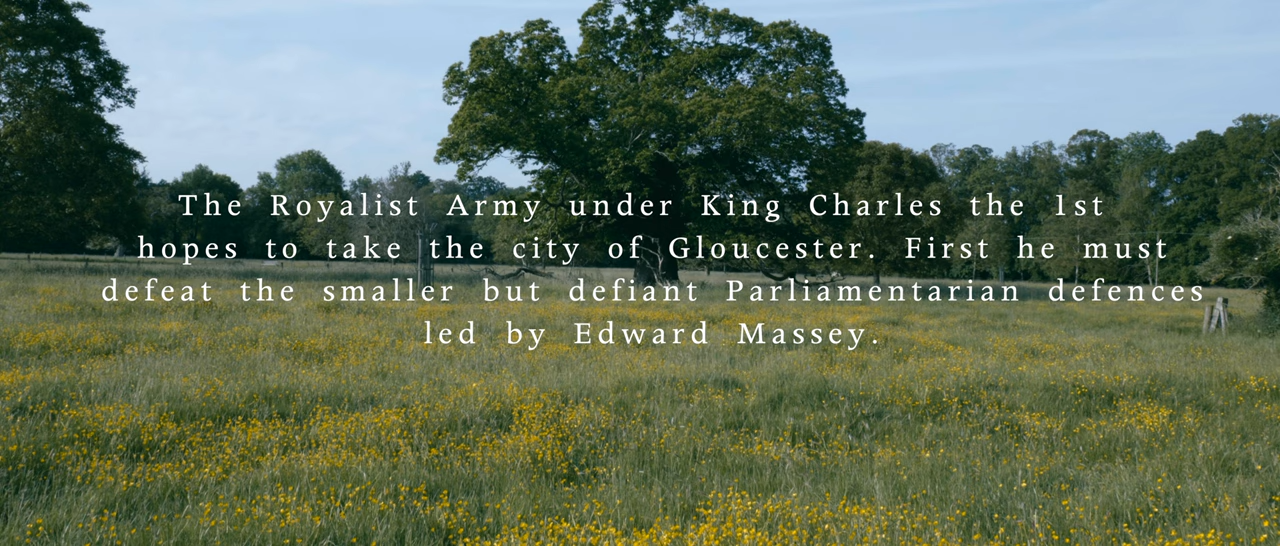 The Royalist Army under King Charles the 1st
hopes to take the city of Gloucester. First he must
defeat the smaller but defiant Parliamentarian defences
led by Edward Massey.